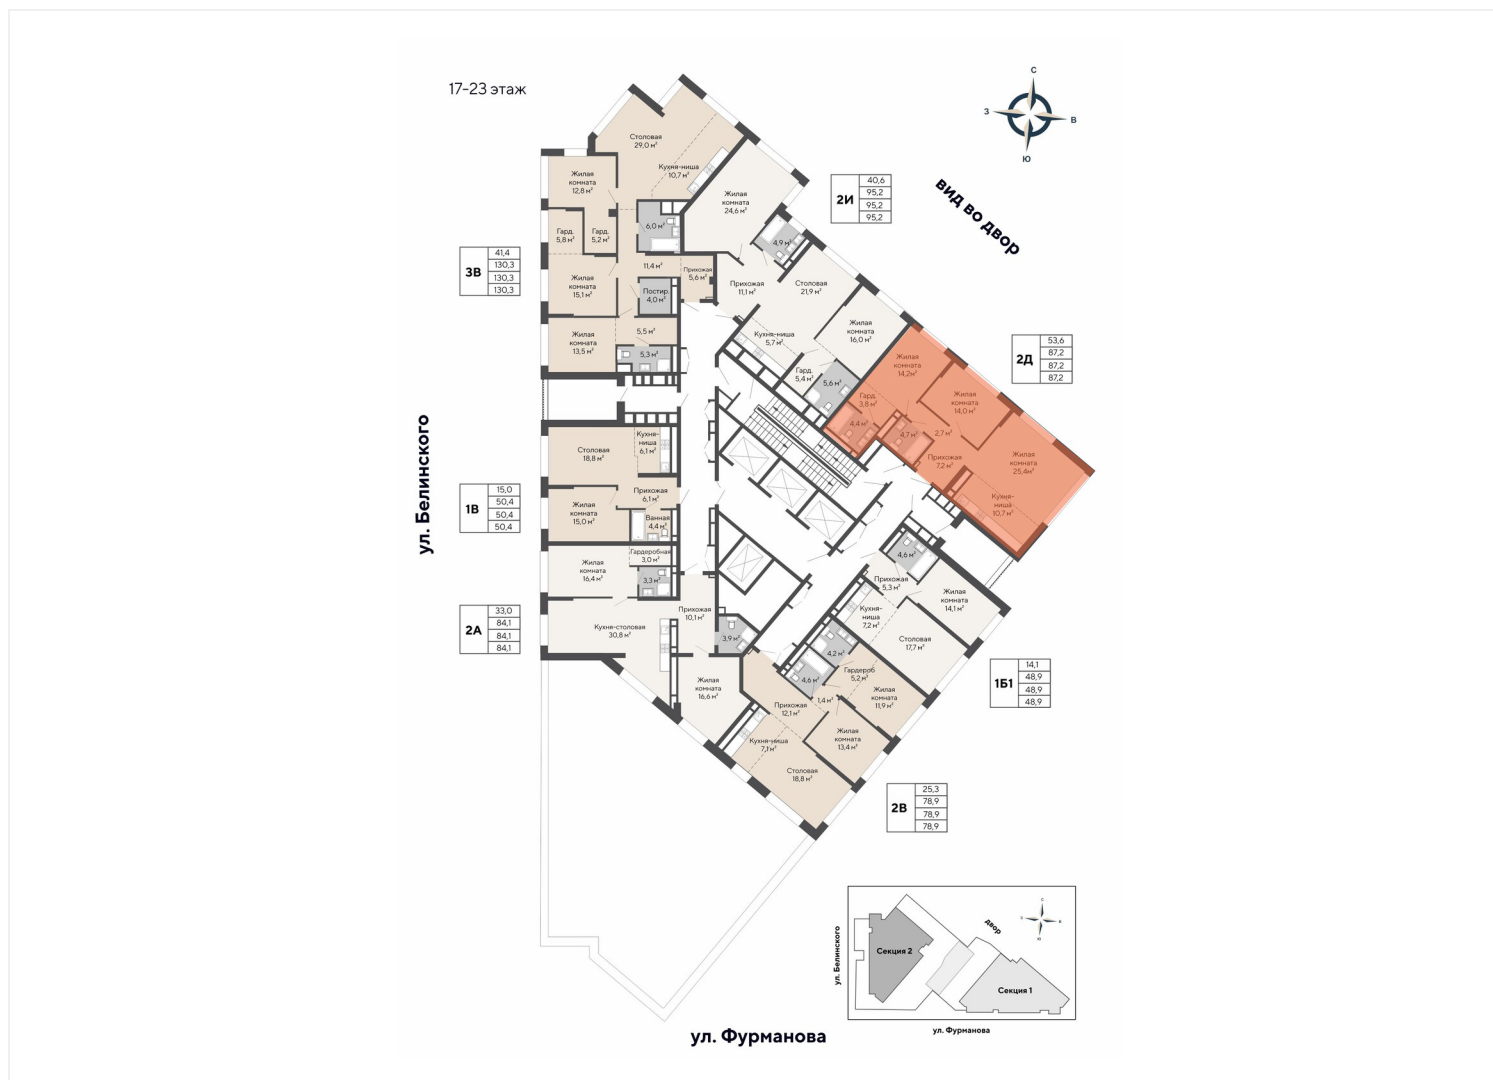 17-23 этаж
С
З
В
Ю
вид во двор
Столовая
29,0 м²
Кухня-ниша
10,7 м²
Жилая
комната
12,8 м²
Гард.
5,8 м²
Гард.
5,2 м²
6,0 м²
Жилая
комната
24,6 м²
4,9 м²
2И
40,6
95,2
95,2
95,2
3В
41,4
130,3
130,3
130,3
11,4 м²
Прихожая
5,6 м²
Жилая
комната
15,1 м²
Постир.
4,0 м²
Прихожая
11,1 м²
Столовая
21,9 м²
Жилая
комната
13,5 м²
5,5 м²
5,3 м²
Кухня-ниша
5,7 м²
Жилая
комната
16,0 м²
Гард.
5,4 м²
5,6 м²
2Д
53,6
87,2
87,2
87,2
Жилая
комната
14,2м²
Гард.
3,8 м²
Жилая
комната
14,0 м²
4,4 м²
4,7 м²
2,7 м²
Прихожая
7,2 м²
Жилая
комната
25,4м²
Кухня-
ниша
10,7 м²
ул. Белинского
Столовая
18,8 м²
Кухня-
ниша
6,1 м²
1В
15,0
50,4
50,4
50,4
Прихожая
6,1 м²
Жилая
комната
15,0 м²
Ванная
4,4 м²
Гардеробная
3,0 м²
Жилая
комната
16,4 м²
3,3 м²
4,6 м²
Прихожая
5,3 м²
Жилая
комната
14,1 м²
2А
33,0
84,1
84,1
84,1
Кухня-столовая
30,8 м²
Прихожая
10,1 м²
3,9 м²
Кухня-
ниша
7,2 м²
Столовая
17,7 м²
4,2 м²
4,6 м²
Гардероб
5,2 м²
1,4 м²
Жилая
комната
11,9 м²
1Б1
14,1
48,9
48,9
48,9
Жилая
комната
16,6 м²
Прихожая
12,1 м²
Жилая
комната
13,4 м²
Кухня-ниша
7,1 м²
Столовая
18,8 м²
2В
25,3
78,9
78,9
78,9
ул. Белинского
Секция 2
двор
С
Ю
Секция 1
ул. Фурманова
ул. Фурманова